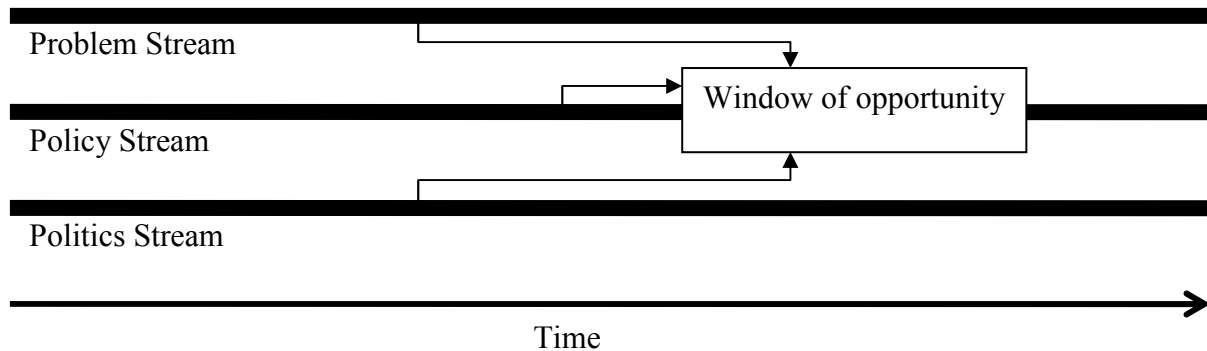 Problem Stream
Window of opportunity
Policy Stream
Politics Stream
Time